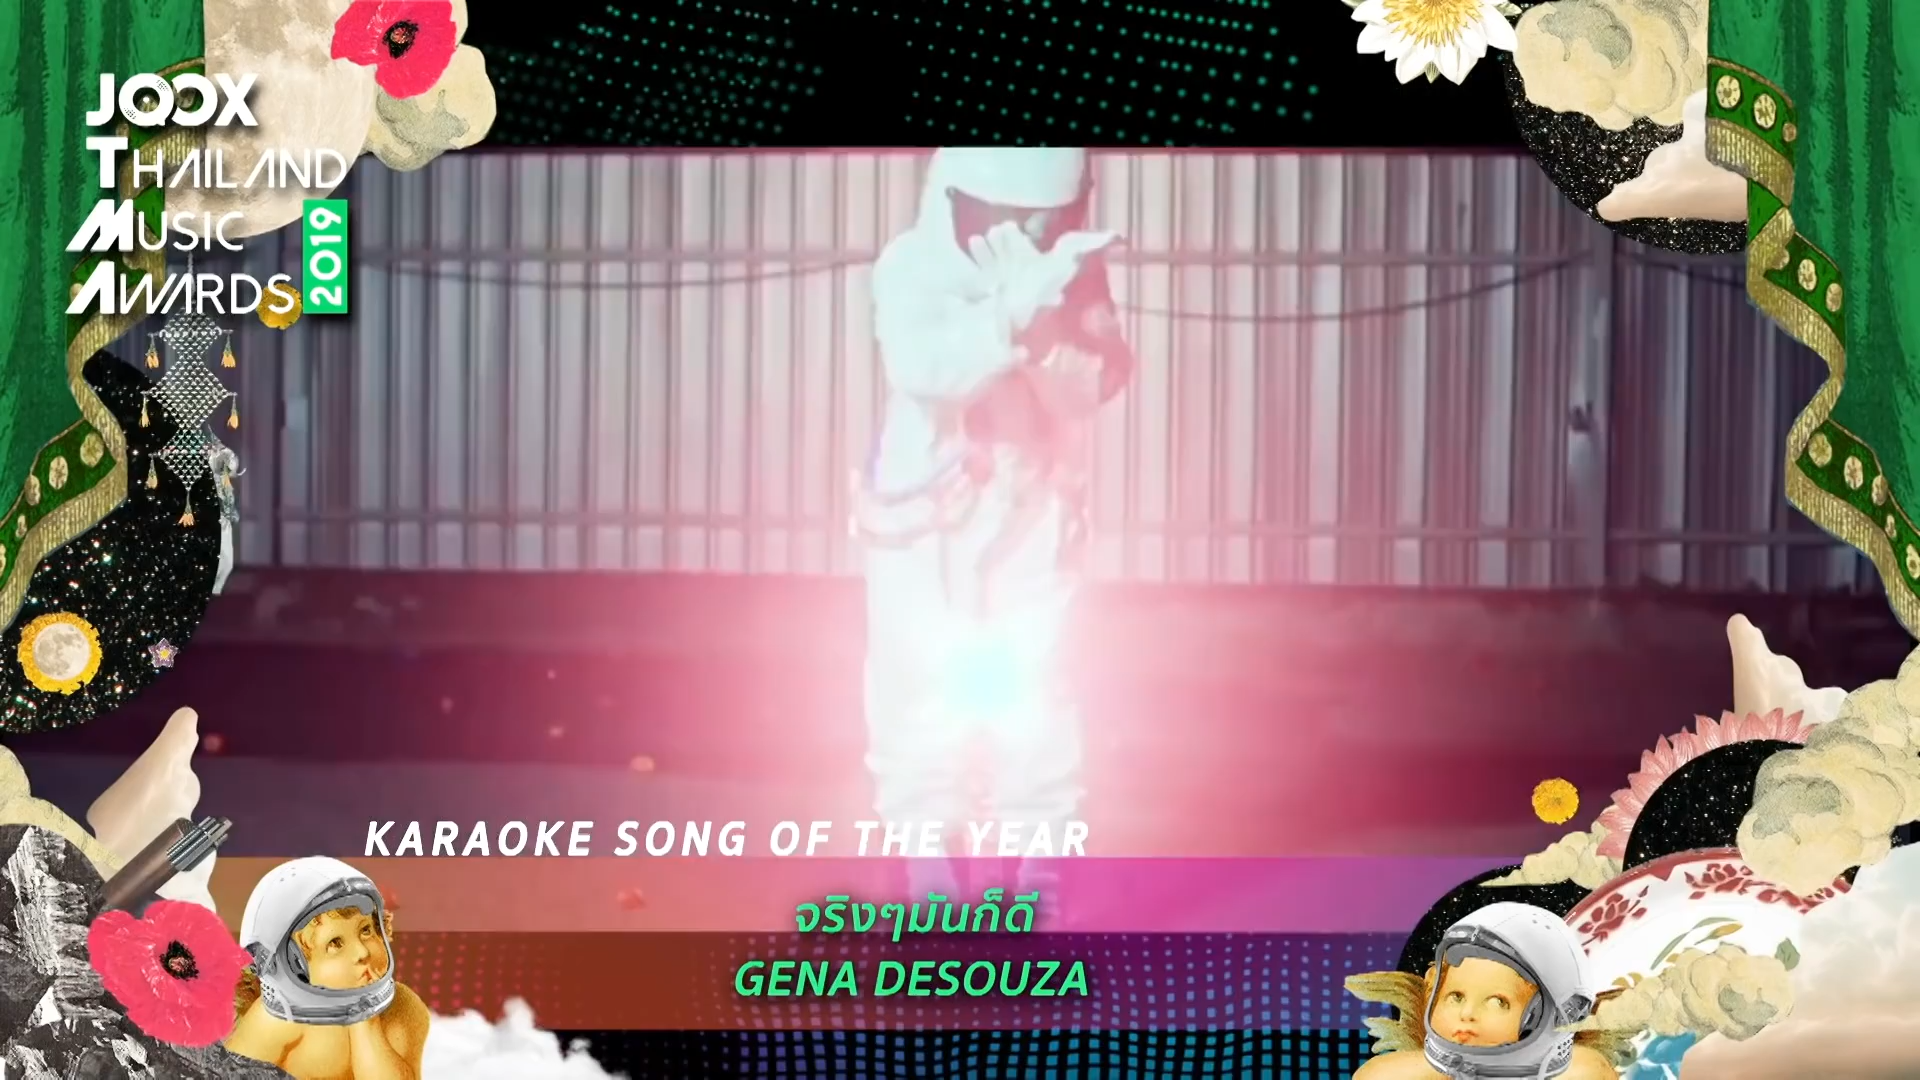 JOOX
THAILAND
MUSIC
AWARDS 2019
KARAOKE SONG OF THE YEAR
จริงๆมันก็ดี
GENA DESOUZA